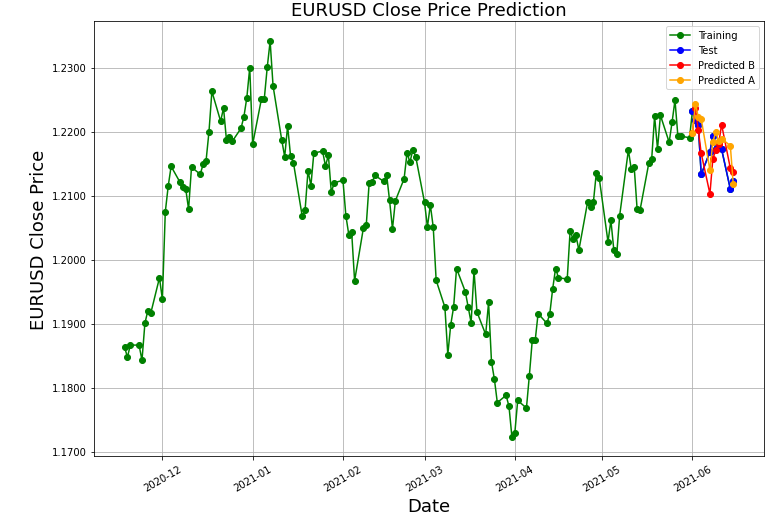 EURUSD Close Price Prediction
EURUSD Close Price
1.2300
1.2200
1.2100
1.2000
1.1900
1.1800
1.1700
Training
Test
Predicted B
Predicted A
2020-12
2021-01
2021-02
2021-03
2021-04
2021-05
2021-06
Date